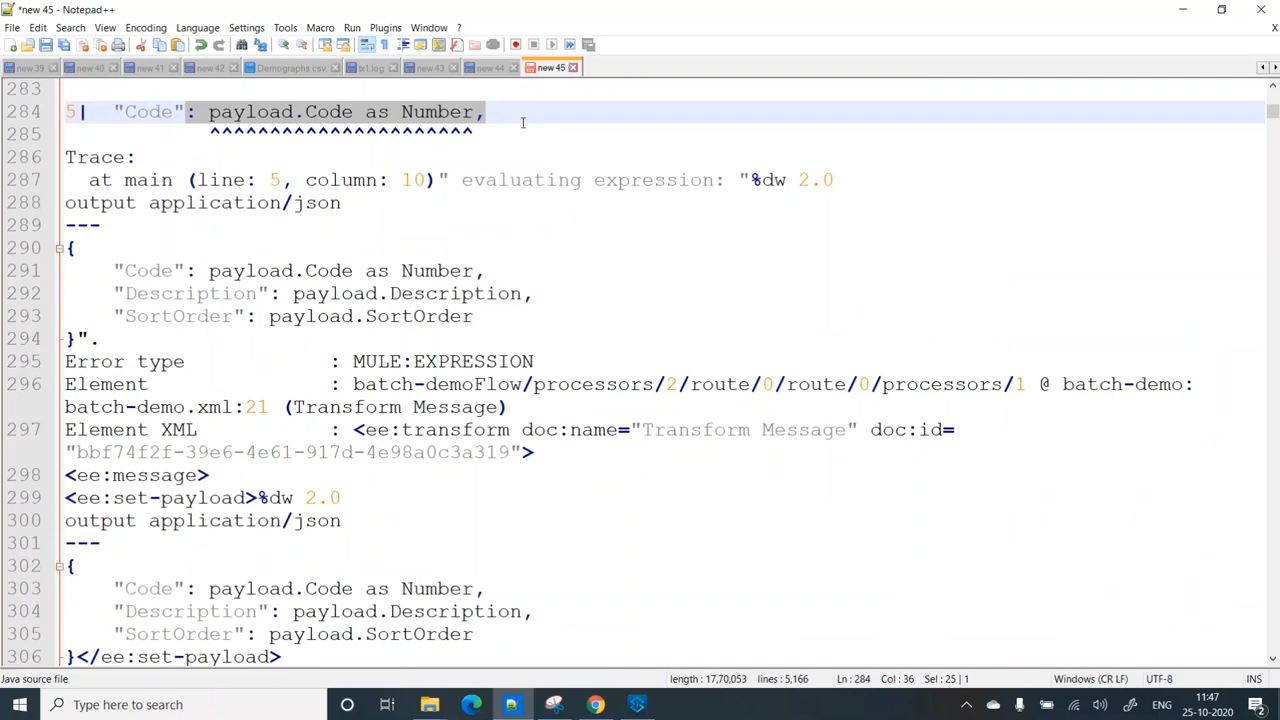 *new 45 - Notepad++
File Edit Search View Encoding Language Settings Tools Macro Run Plugins Window ?
new 39 new 40 new 41 new 42 Demographs.csv tx1.log new 43 new 44 new 45
283
284 5|  "Code": payload.Code as Number,
285 ^^^^^^^^^^^^^^^^^^^^^^
286 Trace:
287   at main (line: 5, column: 10)" evaluating expression: "%dw 2.0
288 output application/json
289 ---
290 {
291     "Code": payload.Code as Number,
292     "Description": payload.Description,
293     "SortOrder": payload.SortOrder
294 }".
295 Error type            : MULE:EXPRESSION
296 Element               : batch-demoFlow/processors/2/route/0/route/0/processors/1 @ batch-demo:
batch-demo.xml:21 (Transform Message)
297 Element XML           : <ee:transform doc:name="Transform Message" doc:id=
"bbf74f2f-39e6-4e61-917d-4e98a0c3a319">
298 <ee:message>
299 <ee:set-payload>%dw 2.0
300 output application/json
301 ---
302 {
303     "Code": payload.Code as Number,
304     "Description": payload.Description,
305     "SortOrder": payload.SortOrder
306 }</ee:set-payload>
Java source file length : 17,70,053 lines : 5,166 Ln : 284 Col : 36 Sel : 25 | 1 Windows (CR LF) UTF-8 INS
Type here to search ENG 11:47
25-10-2020 2